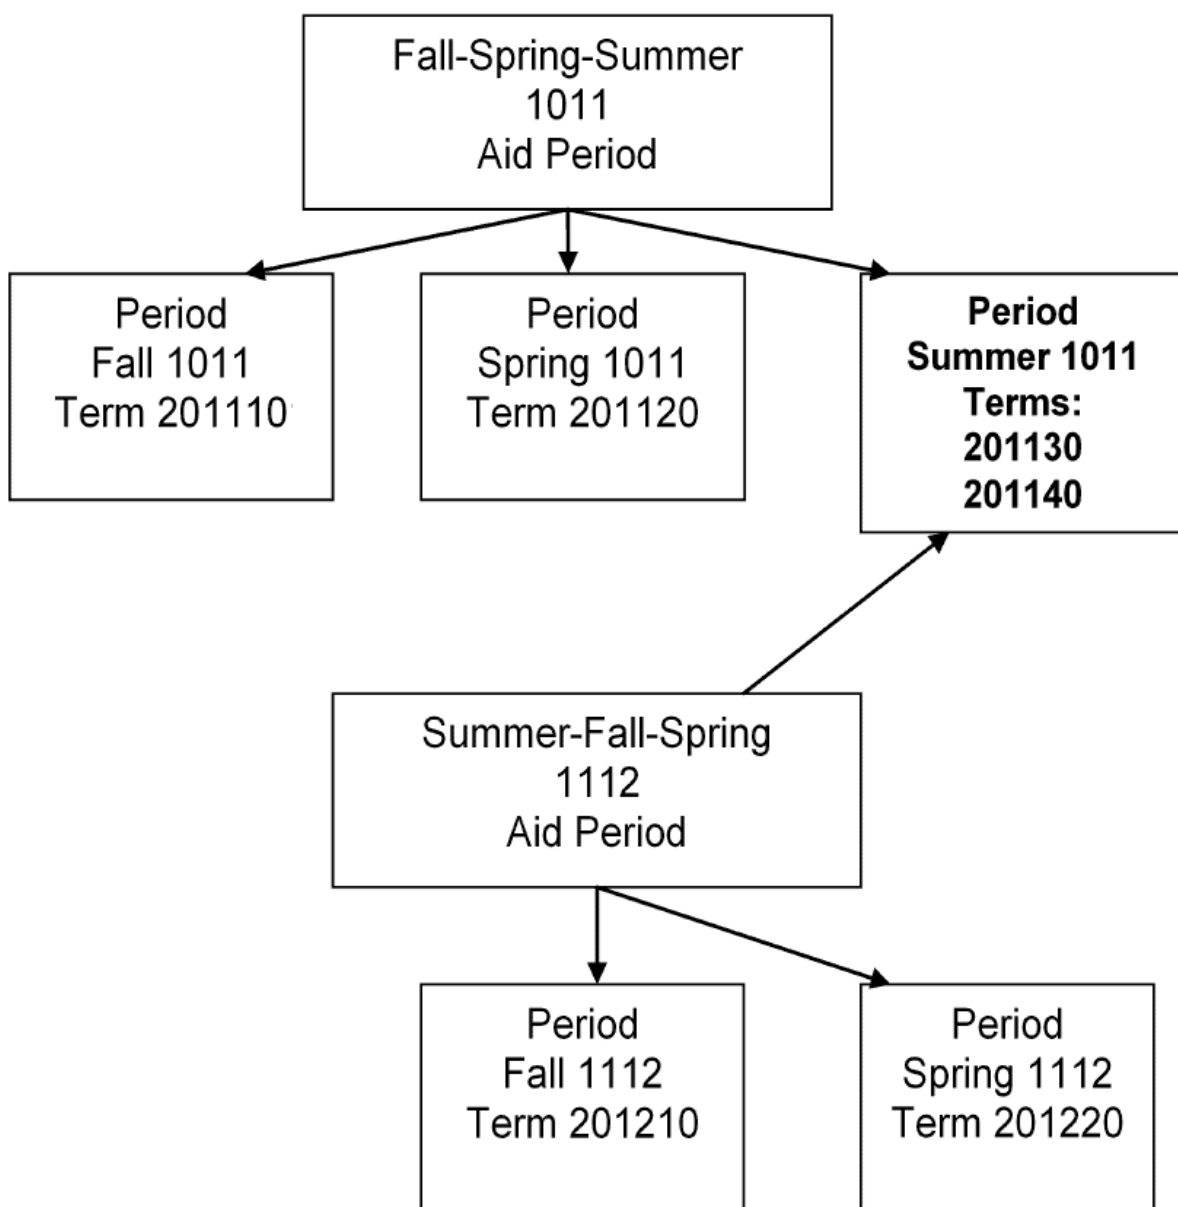 Fall-Spring-Summer
1011
Aid Period
Period
Fall 1011
Term 201110
Period
Spring 1011
Term 201120
Period
Summer 1011
Terms:
201130
201140
Summer-Fall-Spring
1112
Aid Period
Period
Fall 1112
Term 201210
Period
Spring 1112
Term 201220